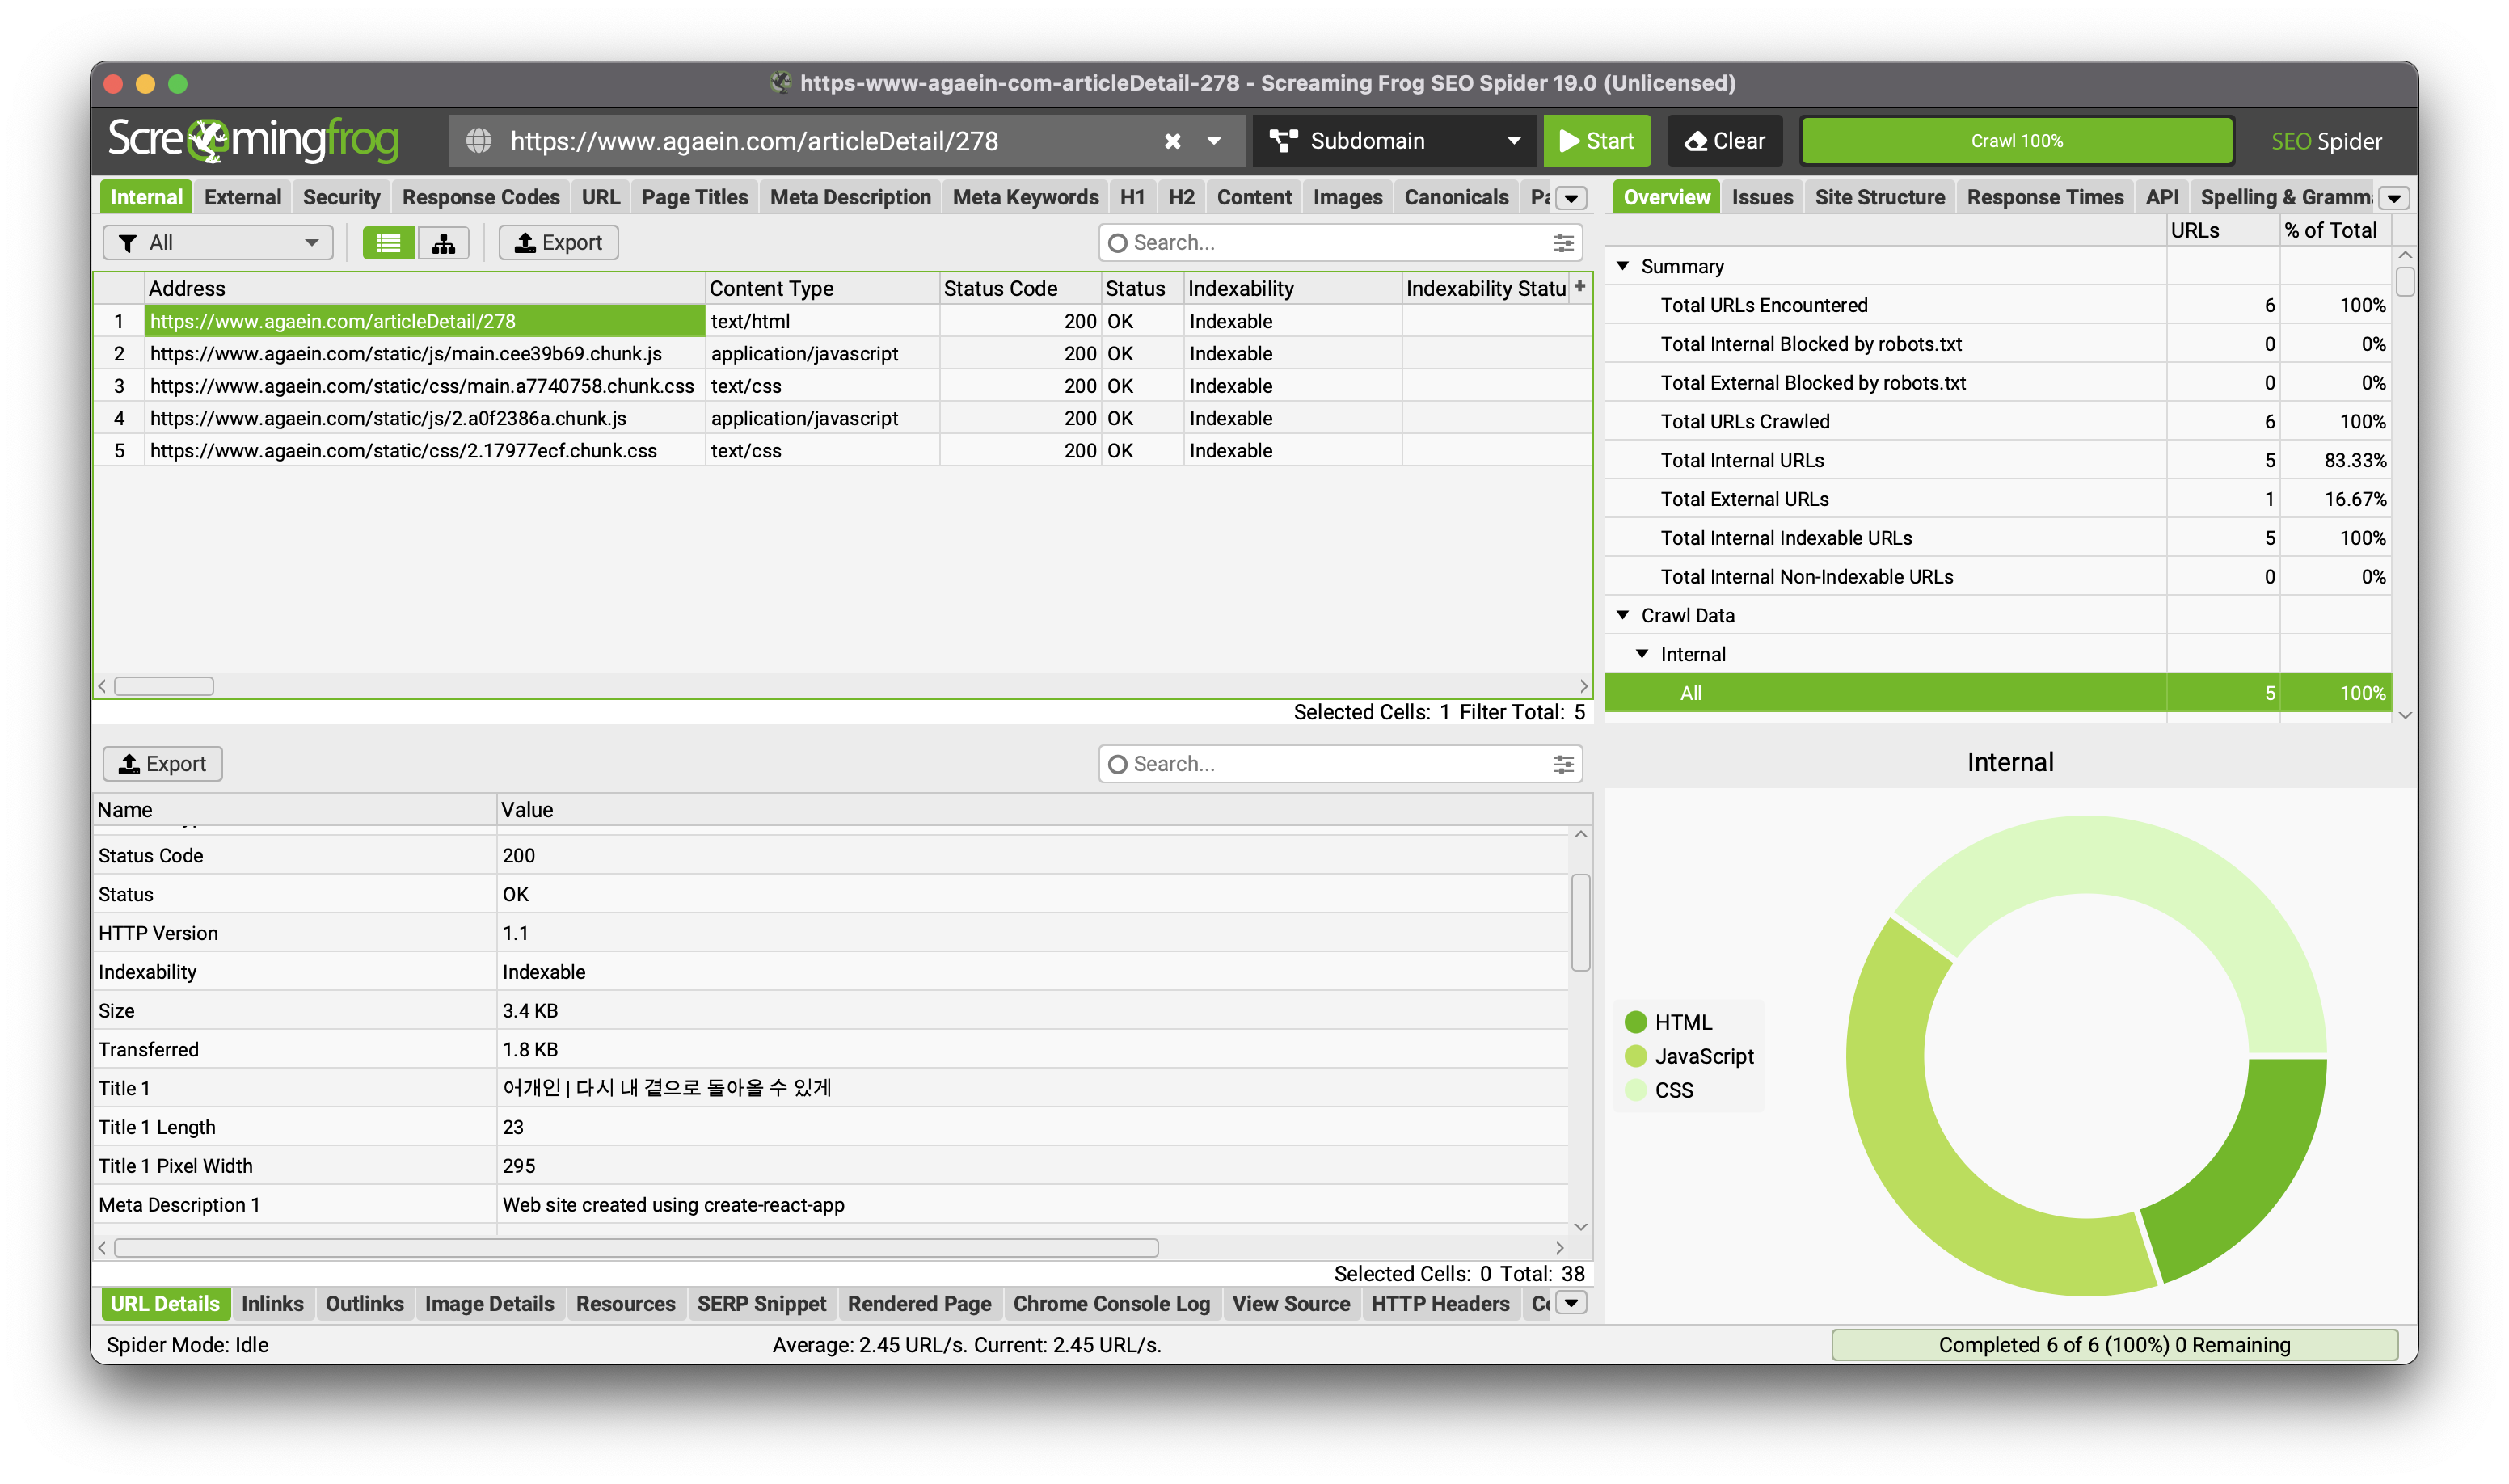 https-www-agaein-com-articleDetail-278 - Screaming Frog SEO Spider 19.0 (Unlicensed)
Screamingfrog https://www.agaein.com/articleDetail/278 Subdomain Start Clear Crawl 100% SEO Spider
Internal External Security Response Codes URL Page Titles Meta Description Meta Keywords H1 H2 Content Images Canonicals
All Export Search...
Address Content Type Status Code Status Indexability Indexability Statu +
1 https://www.agaein.com/articleDetail/278 text/html 200 OK Indexable
2 https://www.agaein.com/static/js/main.cee39b69.chunk.js application/javascript 200 OK Indexable
3 https://www.agaein.com/static/css/main.a7740758.chunk.css text/css 200 OK Indexable
4 https://www.agaein.com/static/js/2.a0f2386a.chunk.js application/javascript 200 OK Indexable
5 https://www.agaein.com/static/css/2.17977ecf.chunk.css text/css 200 OK Indexable
Selected Cells: 1 Filter Total: 5
Export Search...
Name Value
Status Code 200
Status OK
HTTP Version 1.1
Indexability Indexable
Size 3.4 KB
Transferred 1.8 KB
Title 1 어개인 | 다시 내 곁으로 돌아올 수 있게
Title 1 Length 23
Title 1 Pixel Width 295
Meta Description 1 Web site created using create-react-app
Selected Cells: 0 Total: 38
URL Details Inlinks Outlinks Image Details Resources SERP Snippet Rendered Page Chrome Console Log View Source HTTP Headers
Overview Issues Site Structure Response Times API Spelling & Gramm
URLs % of Total
Summary
Total URLs Encountered 6 100%
Total Internal Blocked by robots.txt 0 0%
Total External Blocked by robots.txt 0 0%
Total URLs Crawled 6 100%
Total Internal URLs 5 83.33%
Total External URLs 1 16.67%
Total Internal Indexable URLs 5 100%
Total Internal Non-Indexable URLs 0 0%
Crawl Data
Internal
All 5 100%
Internal
HTML
JavaScript
CSS
Spider Mode: Idle Average: 2.45 URL/s. Current: 2.45 URL/s. Completed 6 of 6 (100%) 0 Remaining